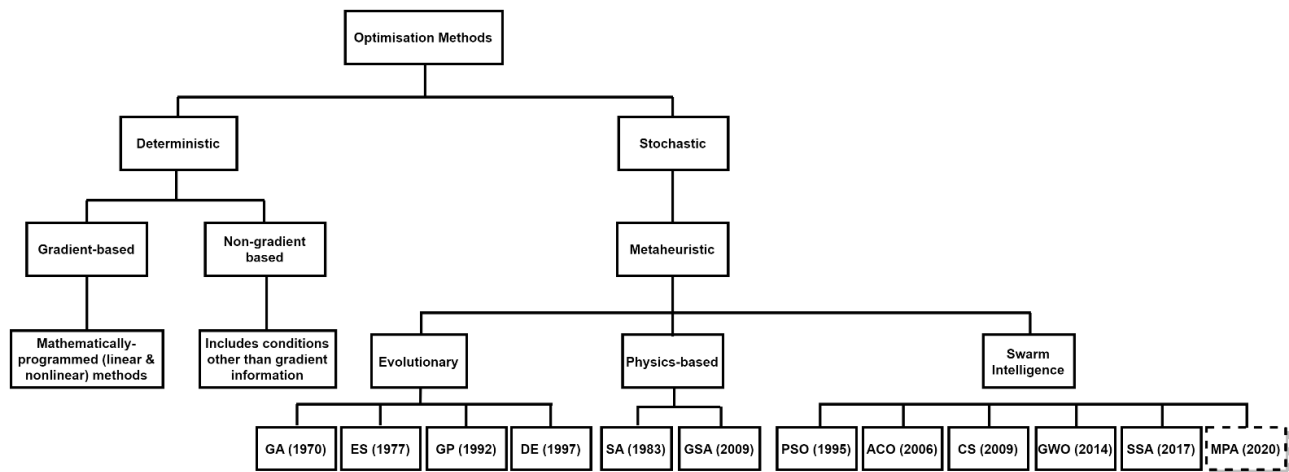 Optimisation Methods
Deterministic
Stochastic
Gradient-based
Non-gradient
based
Metaheuristic
Mathematically-
programmed (linear &
nonlinear) methods
Includes conditions
other than gradient
information
Evolutionary
Physics-based
Swarm
Intelligence
GA (1970)
ES (1977)
GP (1992)
DE (1997)
SA (1983)
GSA (2009)
PSO (1995)
ACO (2006)
CS (2009)
GWO (2014)
SSA (2017)
MPA (2020)